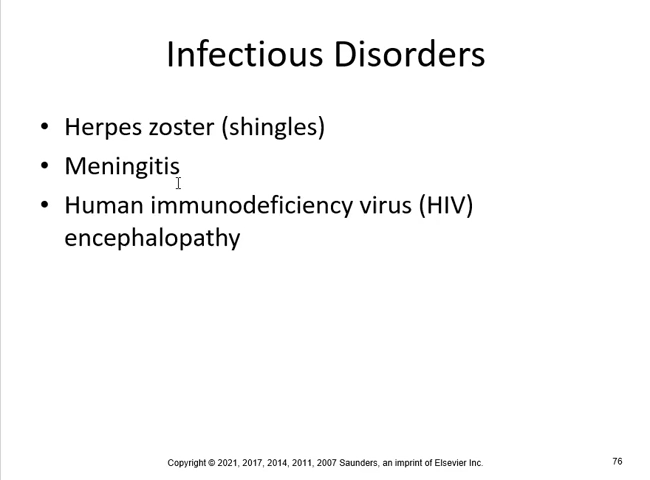 Infectious Disorders
• Herpes zoster (shingles)
• Meningitis
• Human immunodeficiency virus (HIV)
encephalopathy
Copyright © 2021, 2017, 2014, 2011, 2007 Saunders, an imprint of Elsevier Inc.
76